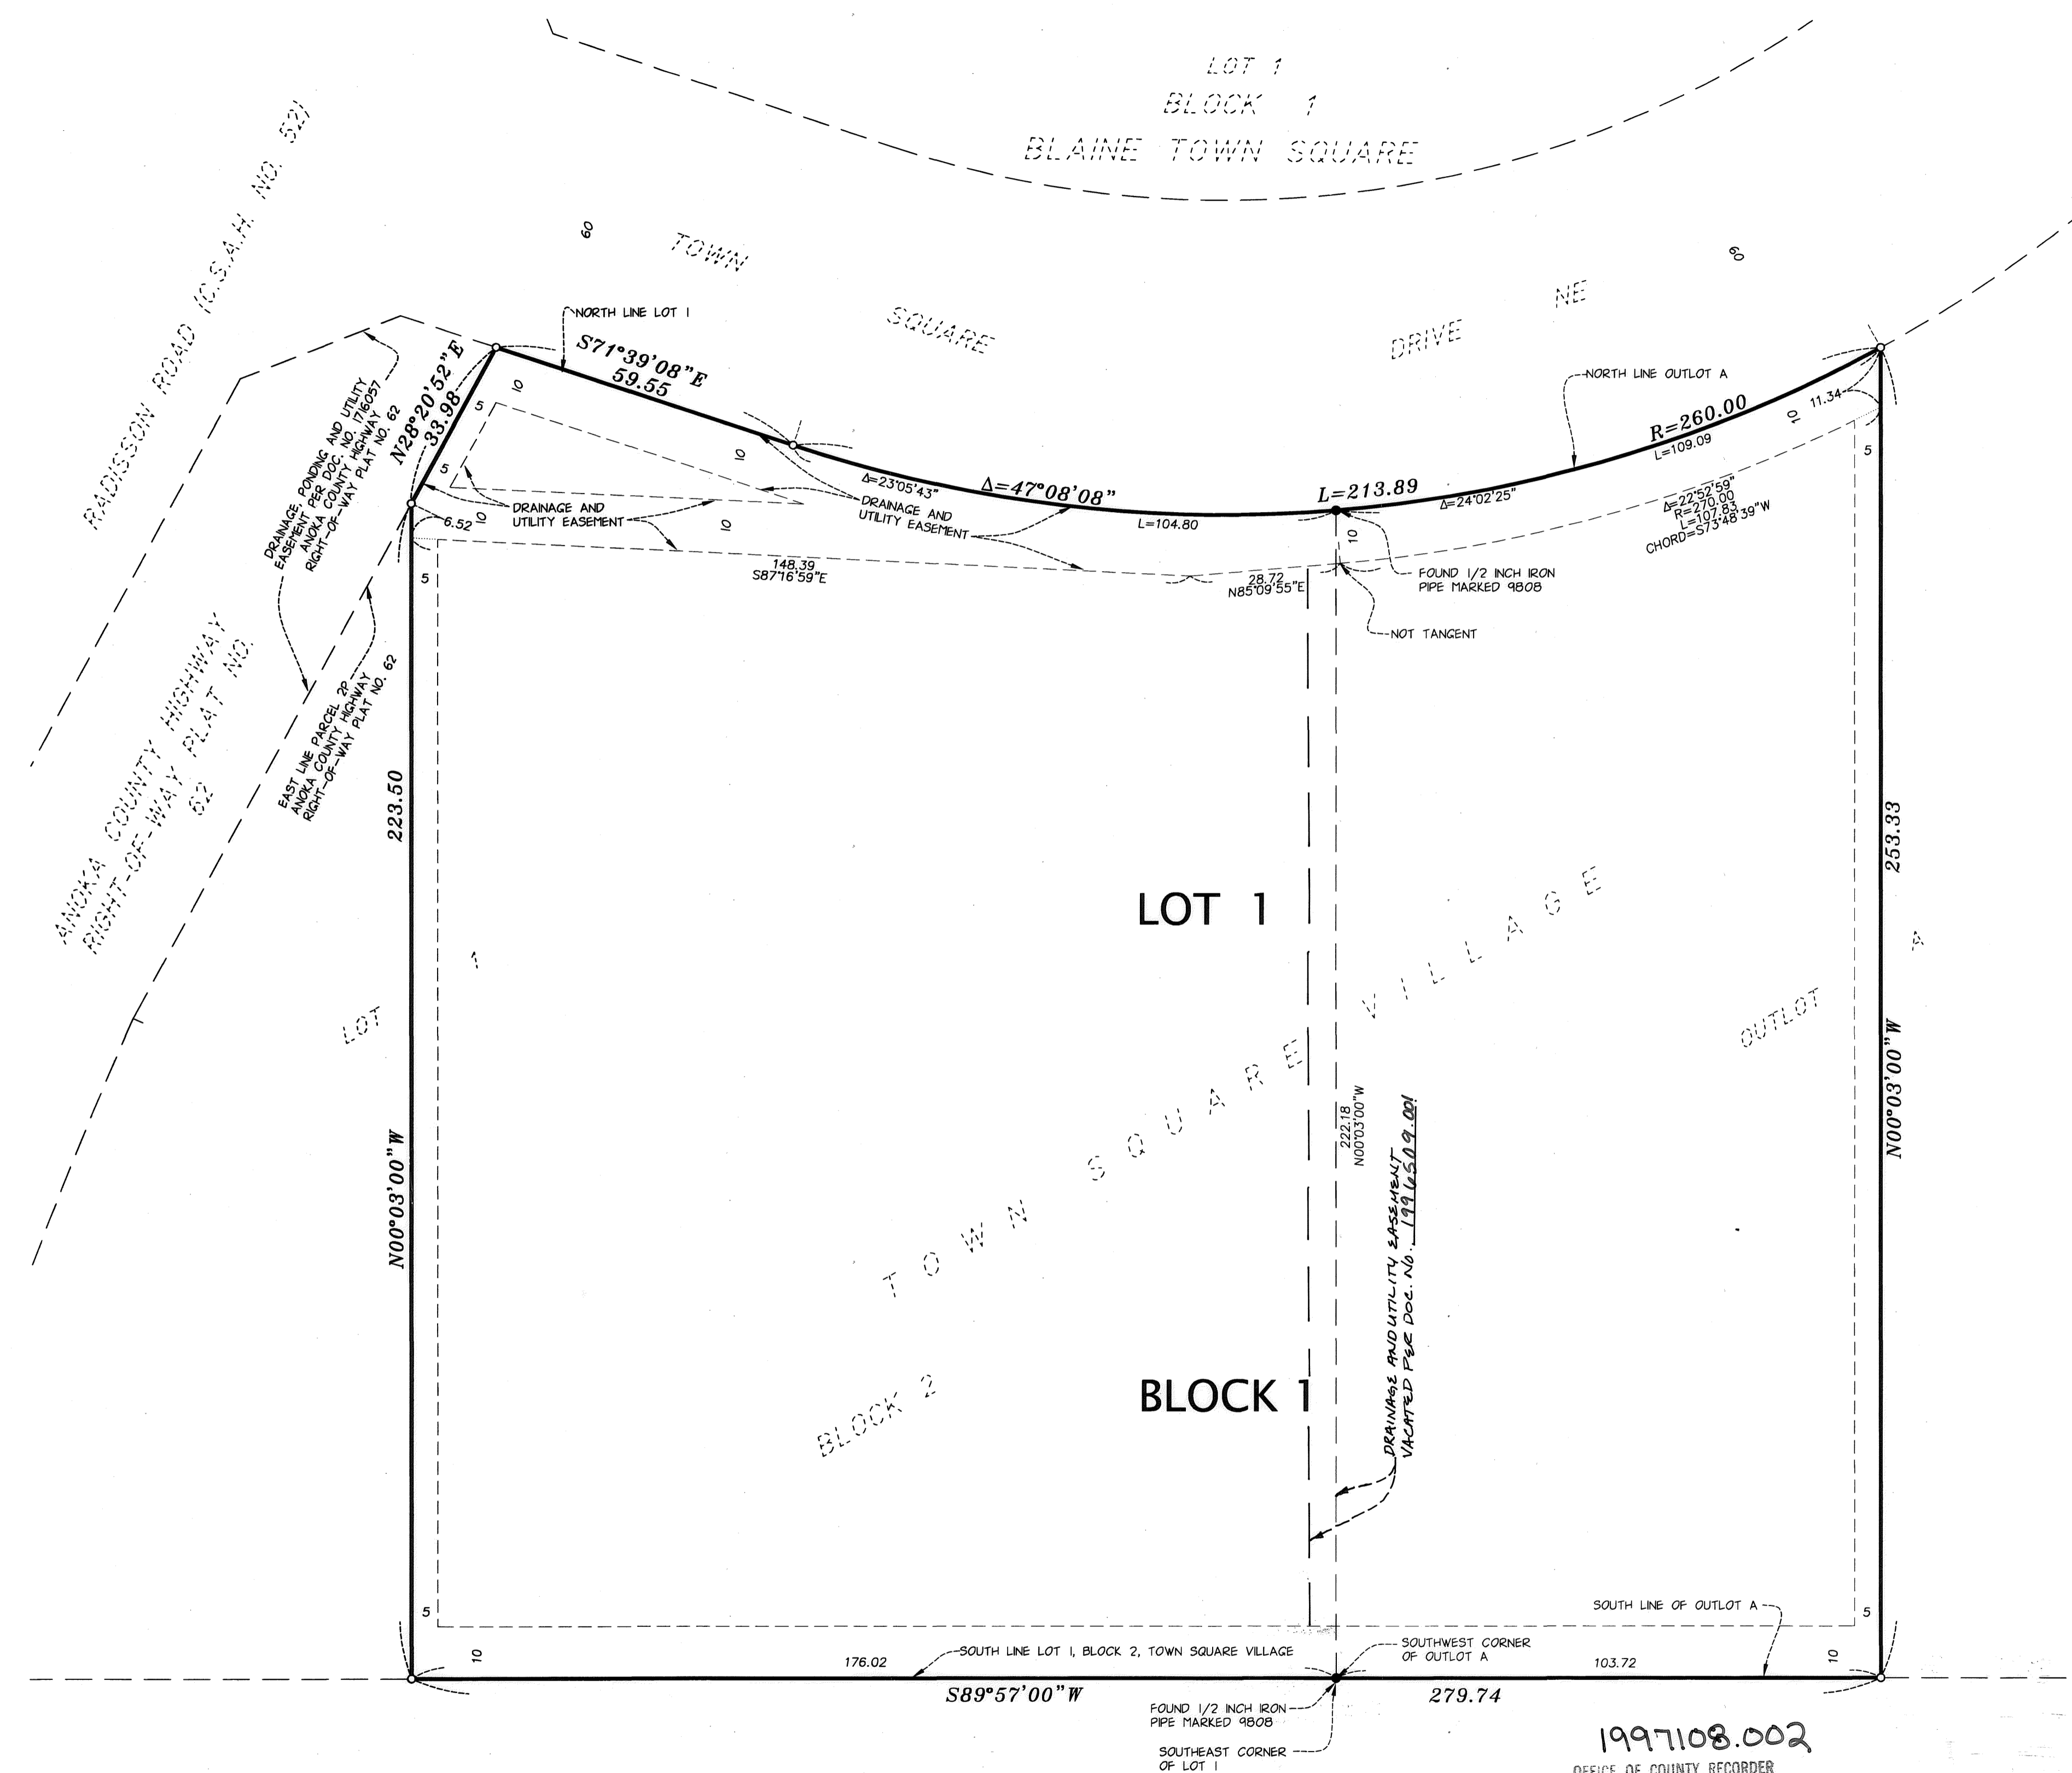 LOT 1
BLOCK 1
BLAINE TOWN SQUARE
RADISSON ROAD (C.S.A.H. NO. 52)
60
TOWN
SQUARE
DRIVE
NE
60
NORTH LINE LOT 1
S71°39'08"E
59.55
N28°20'52"E
33.98
NORTH LINE OUTLOT A
R=260.00
L=109.09
11.34
10
5
10
5
5
10
10
6.52
10
DRAINAGE, PONDING AND UTILITY
EASEMENT PER DOC. NO. 1716057
ANOKA COUNTY HIGHWAY
RIGHT-OF-WAY PLAT NO. 62
DRAINAGE AND
UTILITY EASEMENT
Δ=23°05'43"
DRAINAGE AND
UTILITY EASEMENT
Δ=47°08'08"
L=104.80
L=213.89
Δ=24°02'25"
Δ=22°52'59"
R=270.00
L=107.83
CHORD=S73°48'39"W
10
148.39
S87°16'59"E
28.72
N85°09'55"E
FOUND 1/2 INCH IRON
PIPE MARKED 9808
NOT TANGENT
5
EAST LINE PARCEL 2P
ANOKA COUNTY HIGHWAY
RIGHT-OF-WAY PLAT NO. 62
ANOKA COUNTY HIGHWAY
RIGHT-OF-WAY PLAT NO.
62
223.50
N00°03'00"W
253.33
N00°03'00"W
LOT 1
LOT 1
OUTLOT A
TOWN SQUARE VILLAGE
222.18
N00°03'00"W
DRAINAGE AND UTILITY EASEMENT
VACATED PER DOC. No. 1996509.001
BLOCK 2
BLOCK 1
5
10
176.02
SOUTH LINE LOT 1, BLOCK 2, TOWN SQUARE VILLAGE
SOUTHWEST CORNER
OF OUTLOT A
SOUTH LINE OF OUTLOT A
5
10
103.72
S89°57'00"W
279.74
FOUND 1/2 INCH IRON
PIPE MARKED 9808
SOUTHEAST CORNER
OF LOT 1
1997108.002
OFFICE OF COUNTY RECORDER